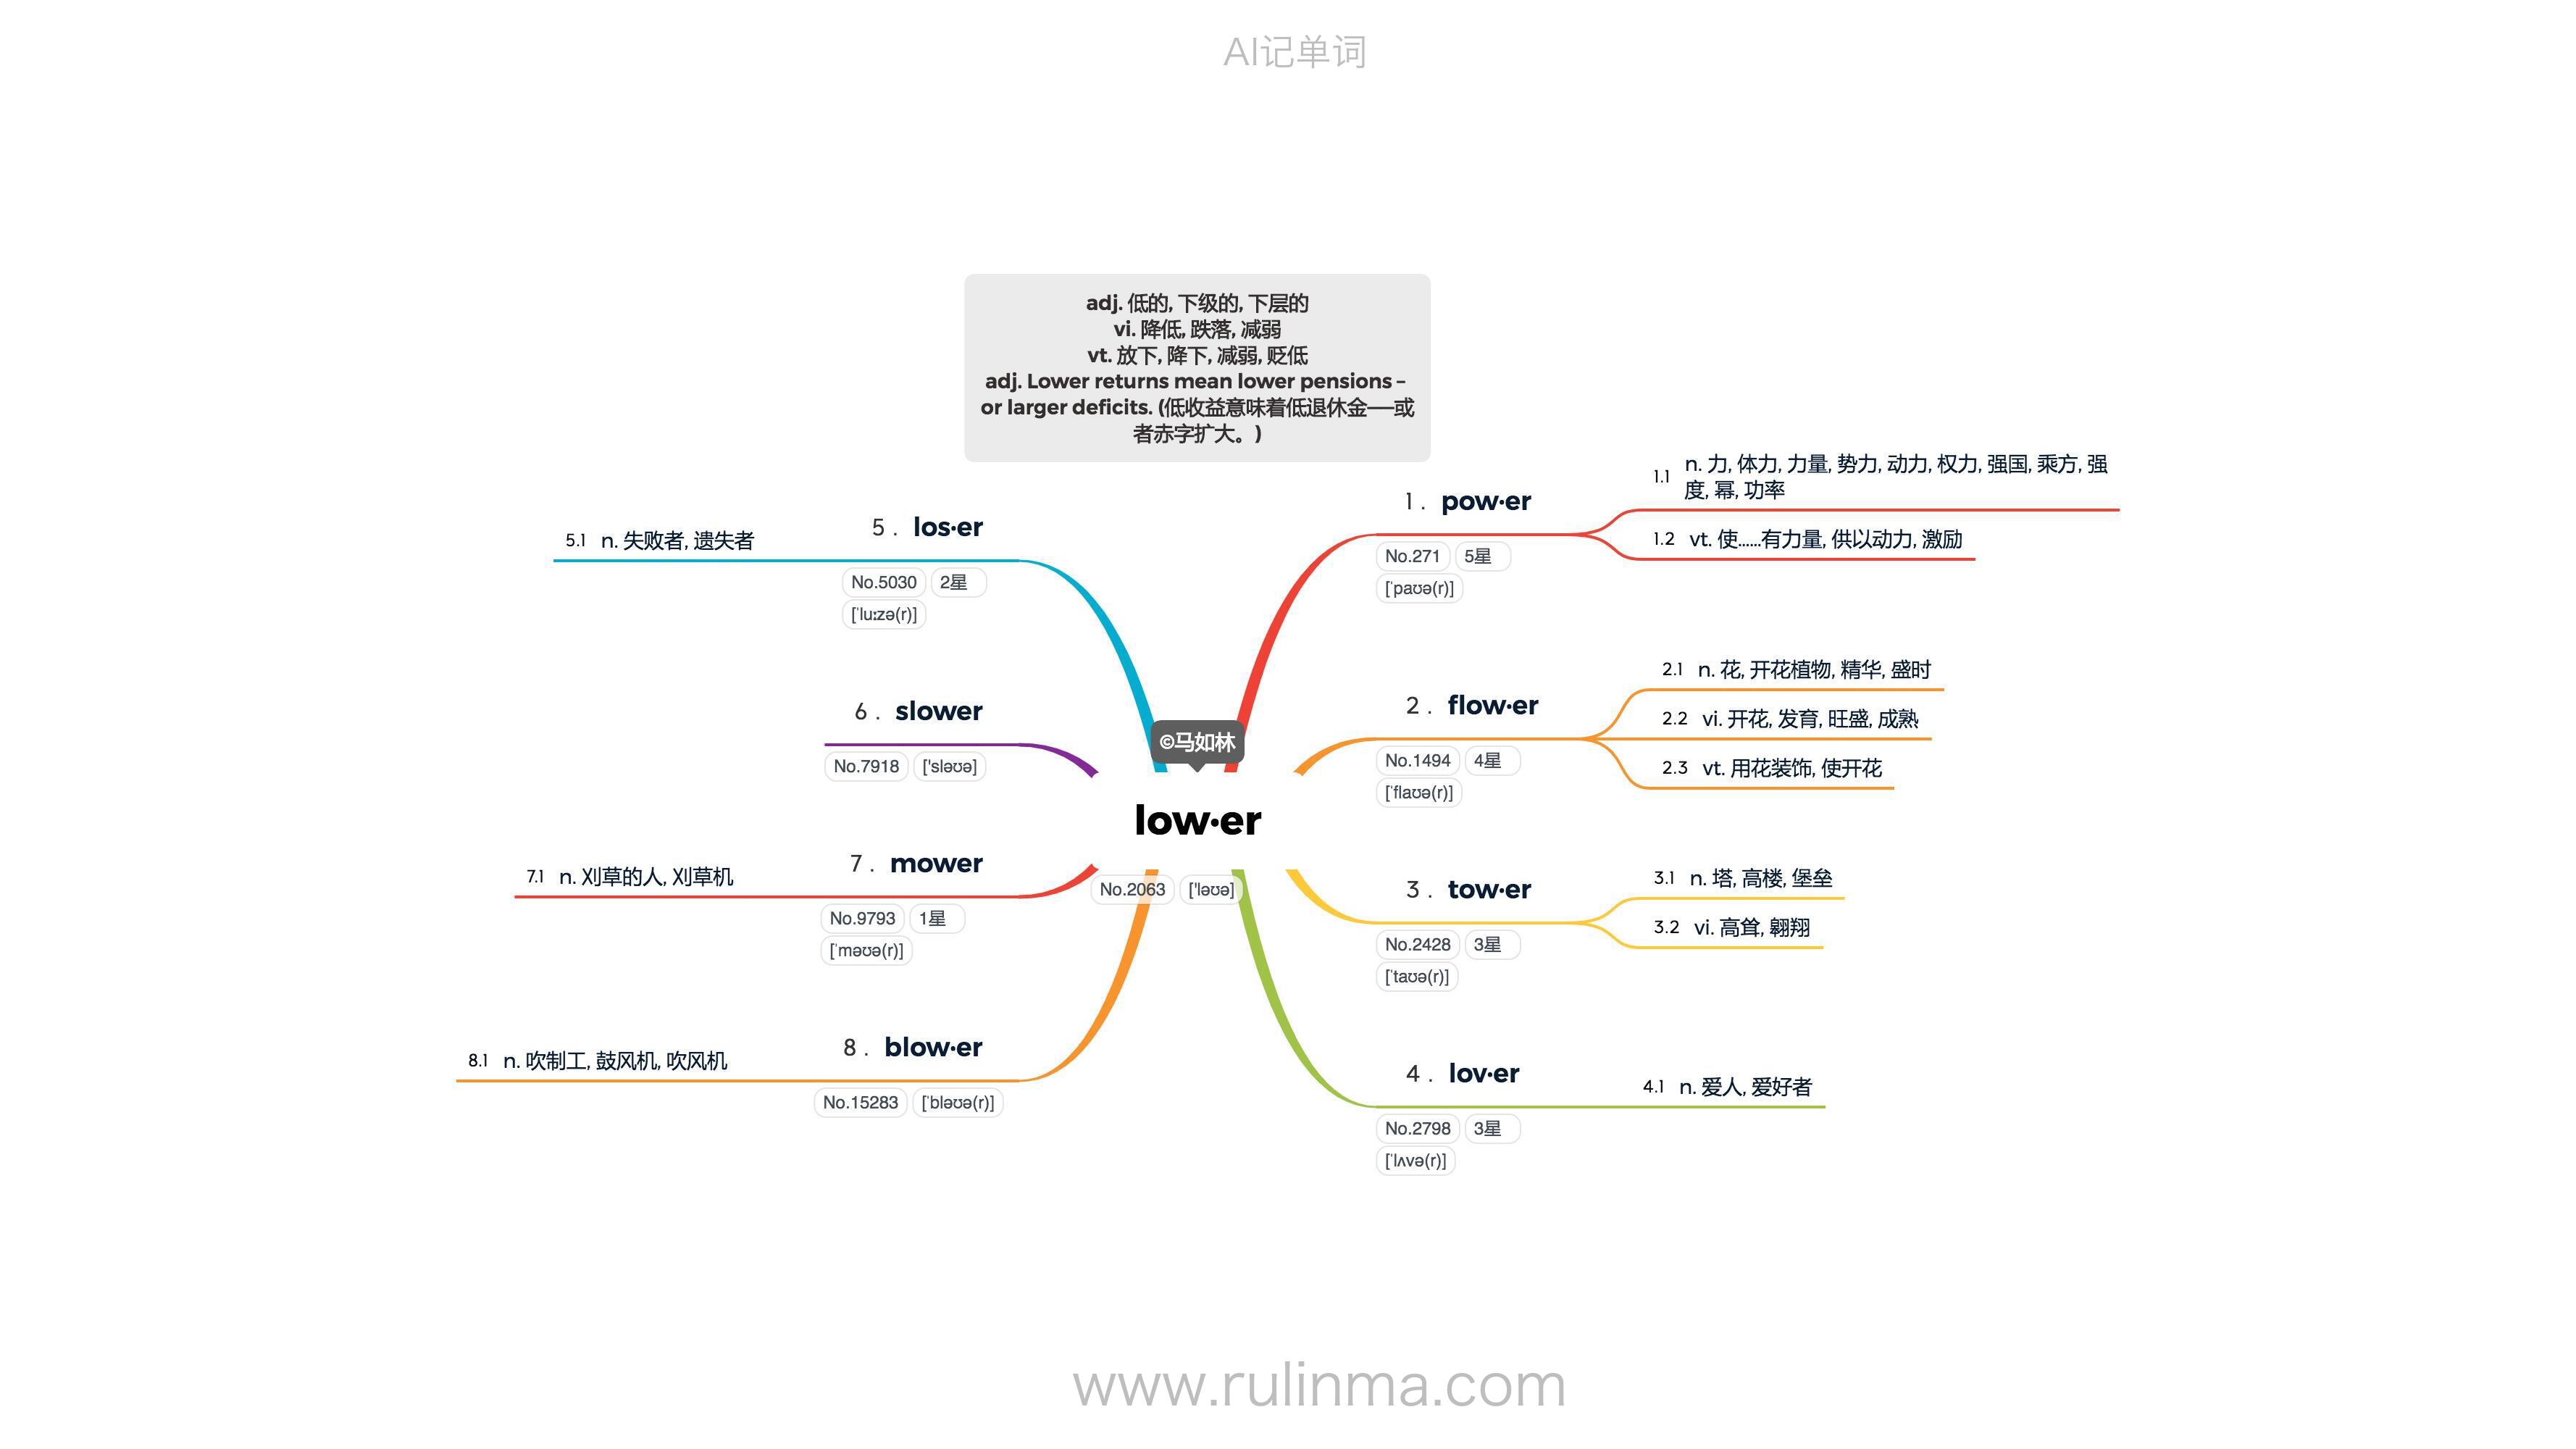 AI记单词
adj. 低的, 下级的, 下层的
vi. 降低, 跌落, 减弱
vt. 放下, 降下, 减弱, 贬低
adj. Lower returns mean lower pensions –
or larger deficits. (低收益意味着低退休金——或
者赤字扩大。)
©马如林
low·er
No.2063 ['ləʊə]
1 . pow·er
No.271 5星
['paʊə(r)]
1.1 n. 力, 体力, 力量, 势力, 动力, 权力, 强国, 乘方, 强
度, 幂, 功率
1.2 vt. 使......有力量, 供以动力, 激励
2 . flow·er
No.1494 4星
['flaʊə(r)]
2.1 n. 花, 开花植物, 精华, 盛时
2.2 vi. 开花, 发育, 旺盛, 成熟
2.3 vt. 用花装饰, 使开花
3 . tow·er
No.2428 3星
['taʊə(r)]
3.1 n. 塔, 高楼, 堡垒
3.2 vi. 高耸, 翱翔
4 . lov·er
No.2798 3星
['lʌvə(r)]
4.1 n. 爱人, 爱好者
5 . los·er
No.5030 2星
['luːzə(r)]
5.1 n. 失败者, 遗失者
6 . slower
No.7918 ['sləʊə]
7 . mower
No.9793 1星
['məʊə(r)]
7.1 n. 刈草的人, 刈草机
8 . blow·er
No.15283 ['bləʊə(r)]
8.1 n. 吹制工, 鼓风机, 吹风机
www.rulinma.com